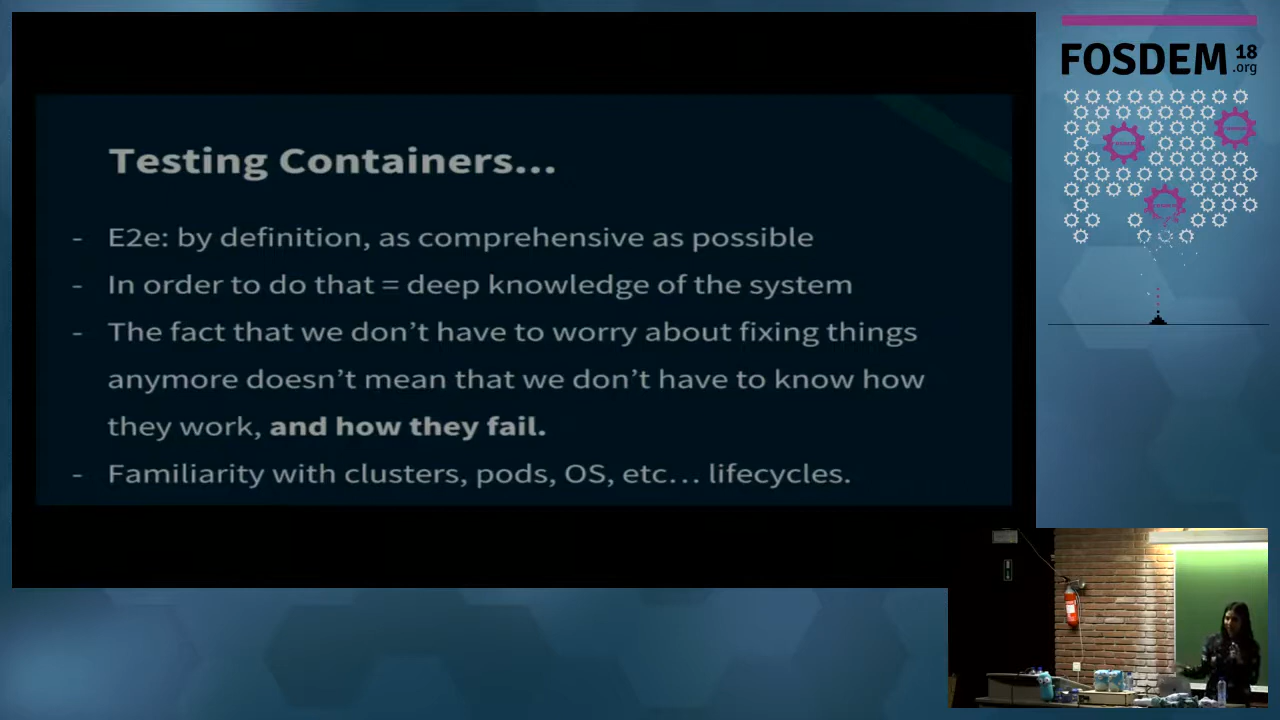 Testing Containers...
- E2e: by definition, as comprehensive as possible
- In order to do that = deep knowledge of the system
- The fact that we don't have to worry about fixing things
anymore doesn't mean that we don't have to know how
they work, and how they fail.
- Familiarity with clusters, pods, OS, etc... lifecycles.
FOSDEM 18
.org